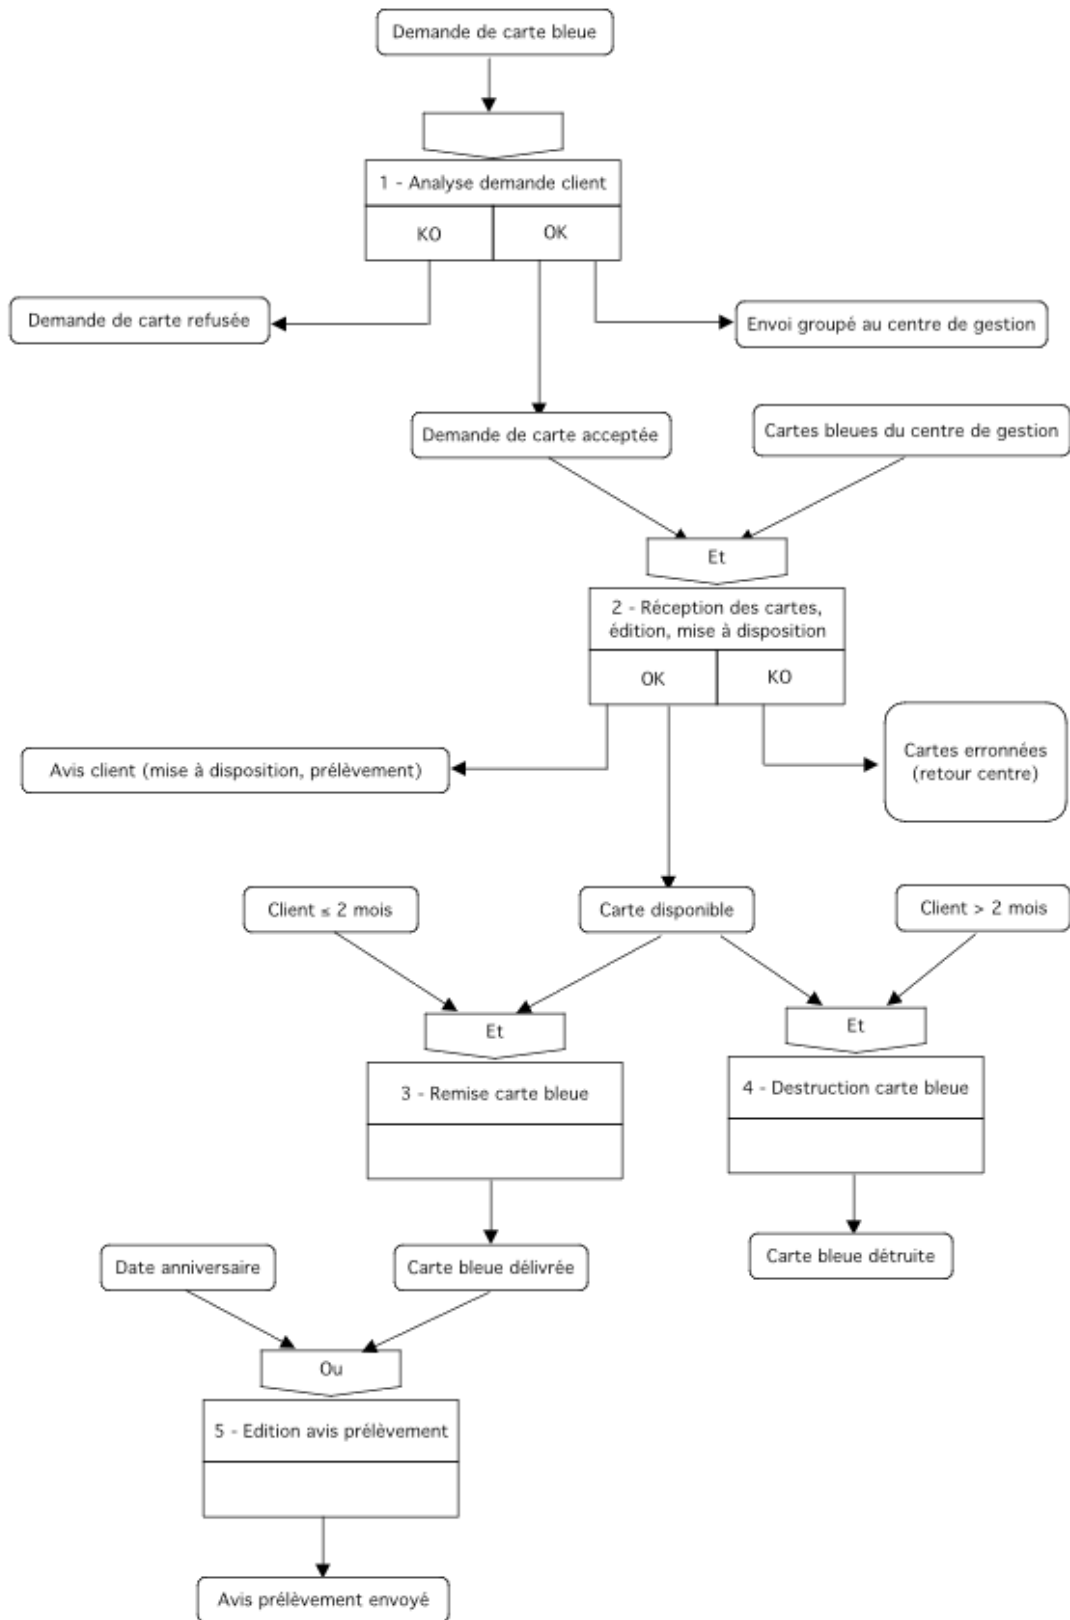 Demande de carte bleue
1 - Analyse demande client
KO
OK
Demande de carte refusée
Envoi groupé au centre de gestion
Demande de carte acceptée
Cartes bleues du centre de gestion
Et
2 - Réception des cartes,
édition, mise à disposition
OK
KO
Avis client (mise à disposition, prélèvement)
Cartes erronnées
(retour centre)
Client ≤ 2 mois
Carte disponible
Client > 2 mois
Et
Et
3 - Remise carte bleue
4 - Destruction carte bleue
Date anniversaire
Carte bleue délivrée
Carte bleue détruite
Ou
5 - Edition avis prélèvement
Avis prélèvement envoyé